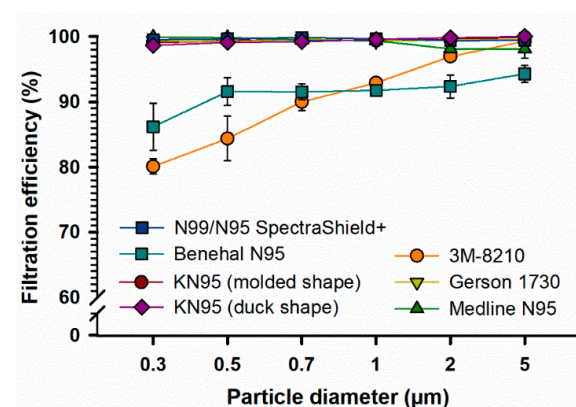 Filtration efficiency (%)
100
90
80
70
60
0
N99/N95 SpectraShield+
Benehal N95
KN95 (molded shape)
KN95 (duck shape)
3M-8210
Gerson 1730
Medline N95
0.3 0.5 0.7 1 2 5
Particle diameter (μm)